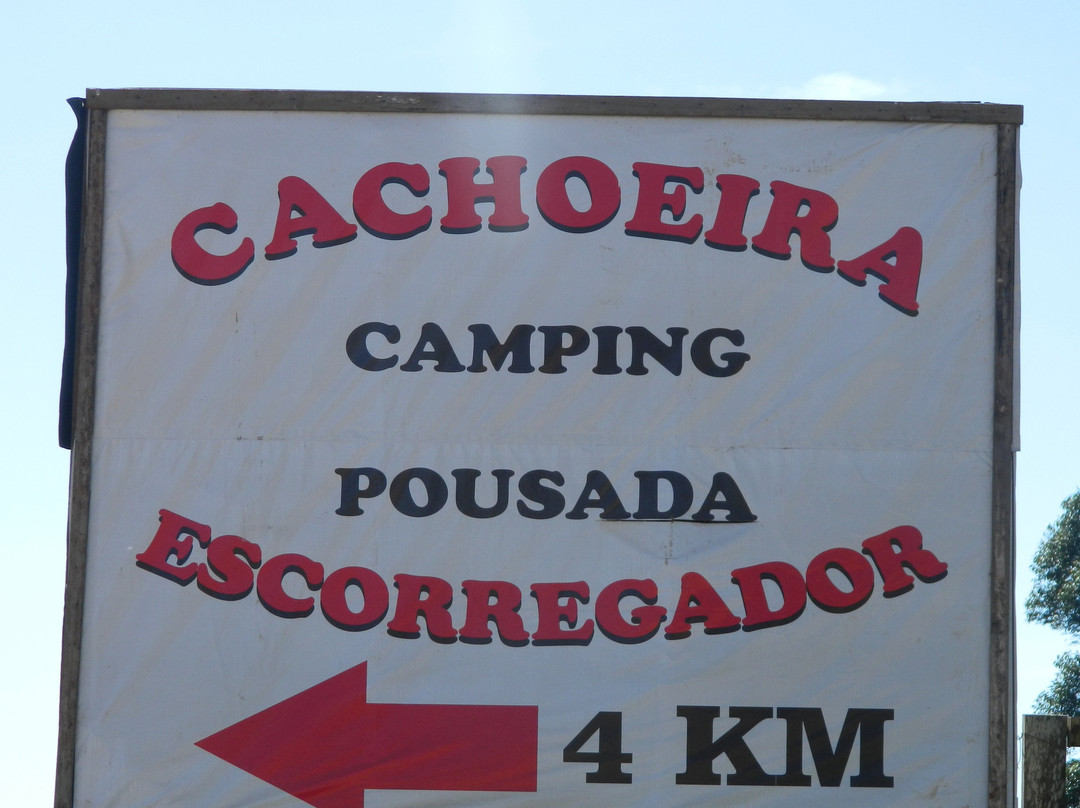 CACHOEIRA
CAMPING
POUSADA
ESCORREGADOR
4 KM